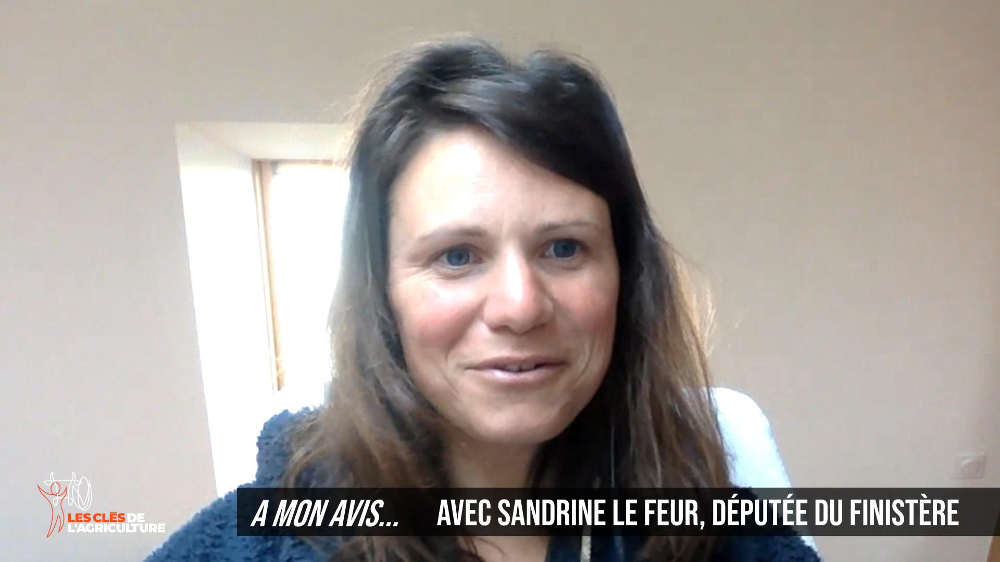 A MON AVIS... AVEC SANDRINE LE FEUR, DÉPUTÉE DU FINISTÈRE
LES CLÉS DE
L'AGRICULTURE